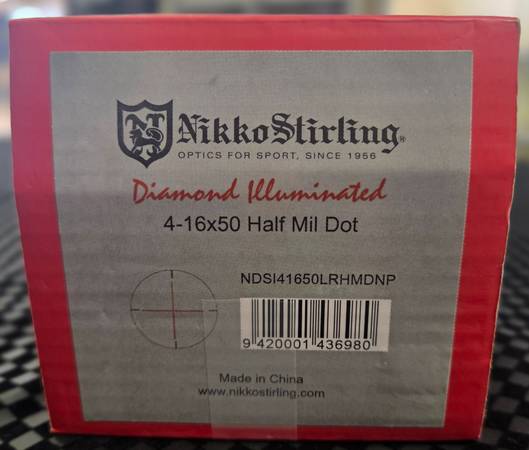 NikkoStirling®
OPTICS FOR SPORT, SINCE 1956
Diamond Illuminated
4-16x50 Half Mil Dot
NDSI41650LRHMDNP
9 420001 436980
Made in China
www.nikkostirling.com